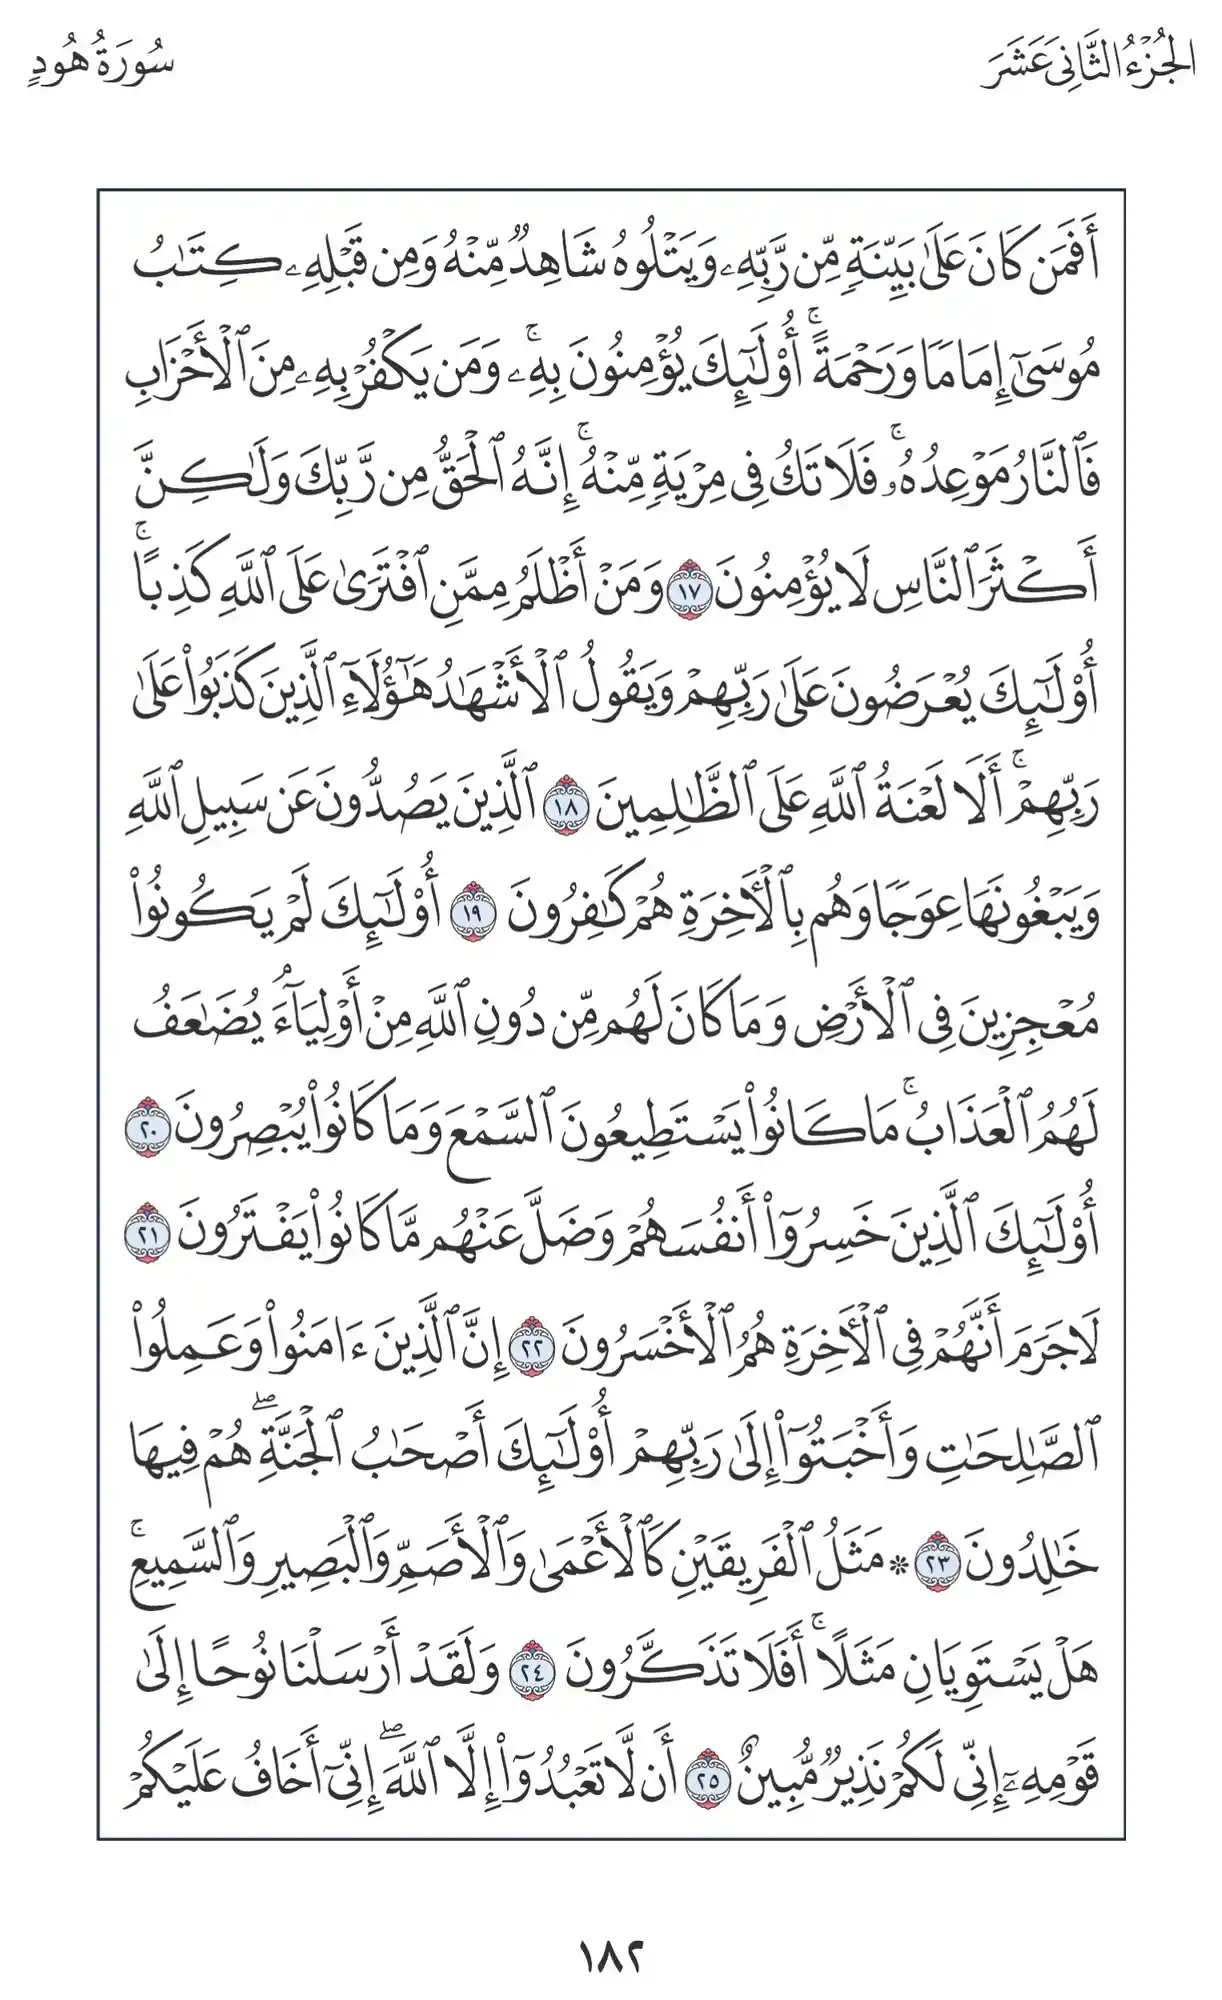 الجُزْءُ الثَّانِي عَشَرَ
سُورَةُ هُودٍ
أَفَمَن كَانَ عَلَىٰ بَيِّنَةٍ مِّن رَّبِّهِۦ وَيَتْلُوهُ شَاهِدٌ مِّنْهُ وَمِن قَبْلِهِۦ كِتَٰبُ
مُوسَىٰٓ إِمَامًا وَرَحْمَةًۚ أُوْلَٰٓئِكَ يُؤْمِنُونَ بِهِۦۚ وَمَن يَكْفُرْ بِهِۦ مِنَ ٱلْأَحْزَابِ
فَٱلنَّارُ مَوْعِدُهُۥۚ فَلَا تَكُ فِى مِرْيَةٍ مِّنْهُۚ إِنَّهُ ٱلْحَقُّ مِن رَّبِّكَ وَلَٰكِنَّ
أَكْثَرَ ٱلنَّاسِ لَا يُؤْمِنُونَ ١٧ وَمَنْ أَظْلَمُ مِمَّنِ ٱفْتَرَىٰ عَلَى ٱللَّهِ كَذِبًاۚ
أُوْلَٰٓئِكَ يُعْرَضُونَ عَلَىٰ رَبِّهِمْ وَيَقُولُ ٱلْأَشْهَٰدُ هَٰٓؤُلَآءِ ٱلَّذِينَ كَذَبُوا۟ عَلَىٰ
رَبِّهِمْۚ أَلَا لَعْنَةُ ٱللَّهِ عَلَى ٱلظَّٰلِمِينَ ١٨ ٱلَّذِينَ يَصُدُّونَ عَن سَبِيلِ ٱللَّهِ
وَيَبْغُونَهَا عِوَجًا وَهُم بِٱلْأَخِرَةِ هُمْ كَٰفِرُونَ ١٩ أُوْلَٰٓئِكَ لَمْ يَكُونُوا۟
مُعْجِزِينَ فِى ٱلْأَرْضِ وَمَا كَانَ لَهُم مِّن دُونِ ٱللَّهِ مِنْ أَوْلِيَآءَۘ يُضَٰعَفُ
لَهُمُ ٱلْعَذَابُۚ مَا كَانُوا۟ يَسْتَطِيعُونَ ٱلسَّمْعَ وَمَا كَانُوا۟ يُبْصِرُونَ ٢٠
أُوْلَٰٓئِكَ ٱلَّذِينَ خَسِرُوٓا۟ أَنفُسَهُمْ وَضَلَّ عَنْهُم مَّا كَانُوا۟ يَفْتَرُونَ ٢١
لَا جَرَمَ أَنَّهُمْ فِى ٱلْأَخِرَةِ هُمُ ٱلْأَخْسَرُونَ ٢٢ إِنَّ ٱلَّذِينَ ءَامَنُوا۟ وَعَمِلُوا۟
ٱلصَّٰلِحَٰتِ وَأَخْبَتُوٓا۟ إِلَىٰ رَبِّهِمْ أُوْلَٰٓئِكَ أَصْحَٰبُ ٱلْجَنَّةِۖ هُمْ فِيهَا
خَٰلِدُونَ ٢٣ ۞ مَثَلُ ٱلْفَرِيقَيْنِ كَٱلْأَعْمَىٰ وَٱلْأَصَمِّ وَٱلْبَصِيرِ وَٱلسَّمِيعِۚ
هَلْ يَسْتَوِيَانِ مَثَلًاۚ أَفَلَا تَذَكَّرُونَ ٢٤ وَلَقَدْ أَرْسَلْنَا نُوحًا إِلَىٰ
قَوْمِهِۦٓ إِنِّى لَكُمْ نَذِيرٌ مُّبِينٌ ٢٥ أَن لَّا تَعْبُدُوٓا۟ إِلَّا ٱللَّهَۖ إِنِّىٓ أَخَافُ عَلَيْكُمْ
١٨٢